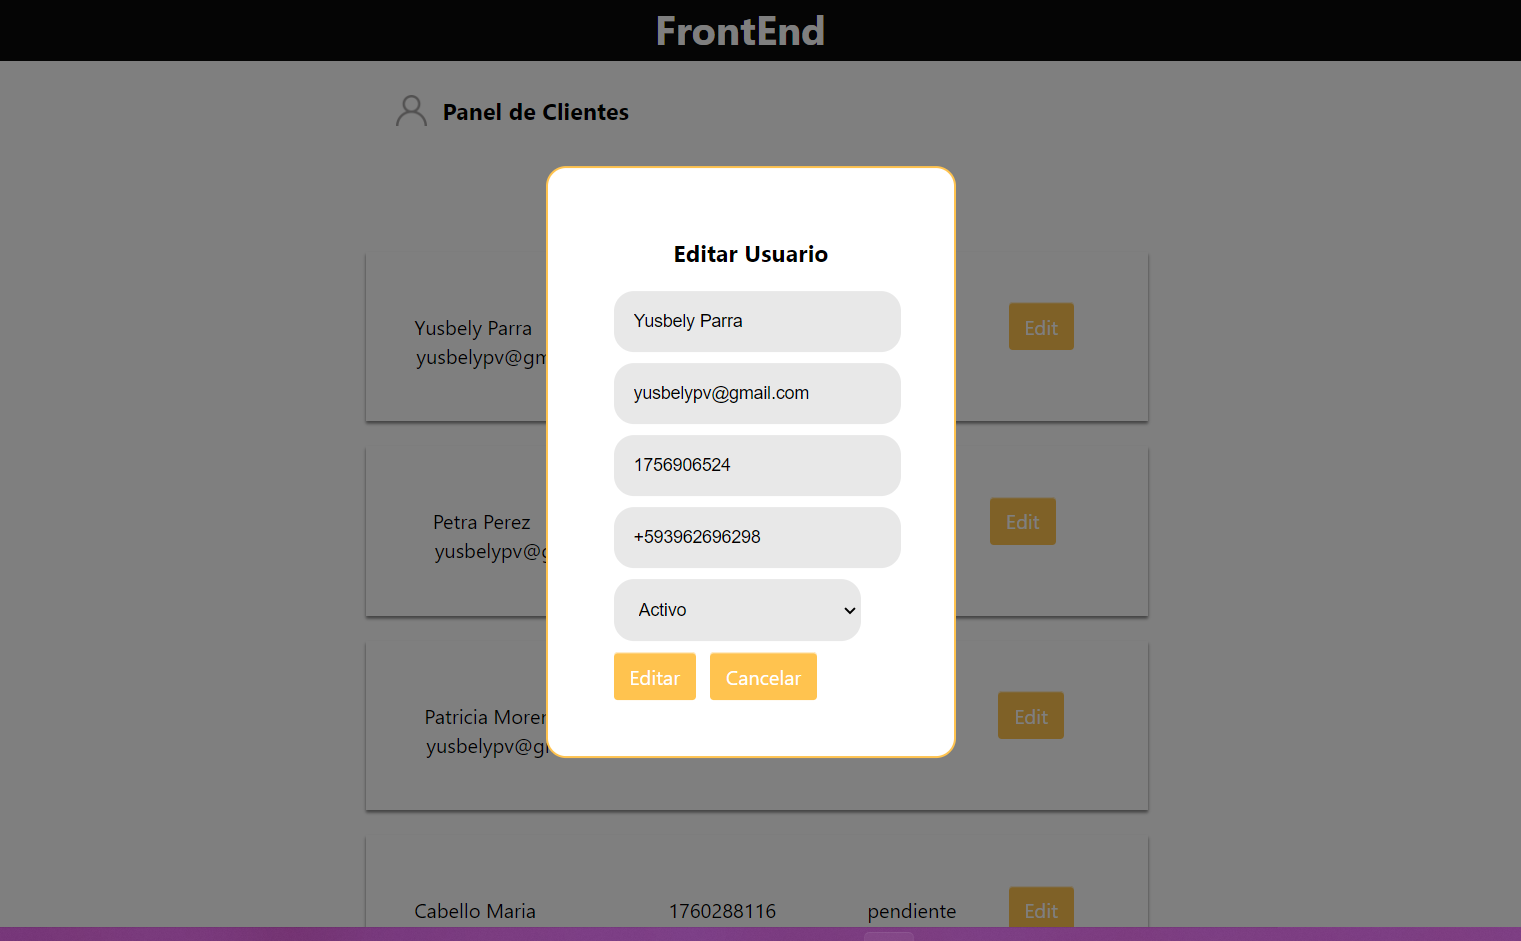 FrontEnd
Panel de Clientes
Editar Usuario
Yusbely Parra
yusbelypv@gmail.com
1756906524
+593962696298
Activo
Editar Cancelar
Yusbely Parra Edit
yusbelypv@gm
Petra Perez Edit
yusbelypv@g
Patricia Moren Edit
yusbelypv@g
Cabello Maria 1760288116 pendiente Edit